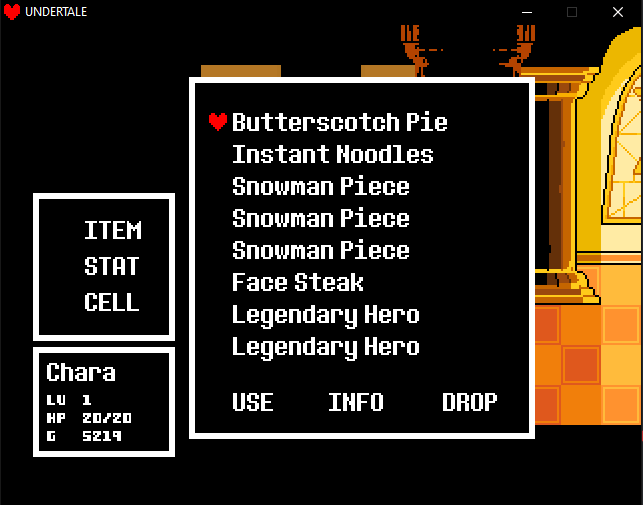 UNDERTALE
Butterscotch Pie
Instant Noodles
Snowman Piece
Snowman Piece
Snowman Piece
Face Steak
Legendary Hero
Legendary Hero
USE INFO DROP
ITEM
STAT
CELL
Chara
LV 1
HP 20/20
G 5219